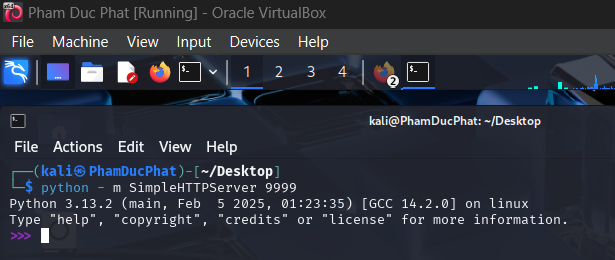 Pham Duc Phat [Running] - Oracle VirtualBox
File Machine View Input Devices Help
1 2 3 4 2
kali@PhamDucPhat: ~/Desktop
File Actions Edit View Help
┌──(kali㉿PhamDucPhat)-[~/Desktop]
└─$ python - m SimpleHTTPServer 9999
Python 3.13.2 (main, Feb  5 2025, 01:23:35) [GCC 14.2.0] on linux
Type "help", "copyright", "credits" or "license" for more information.
>>>